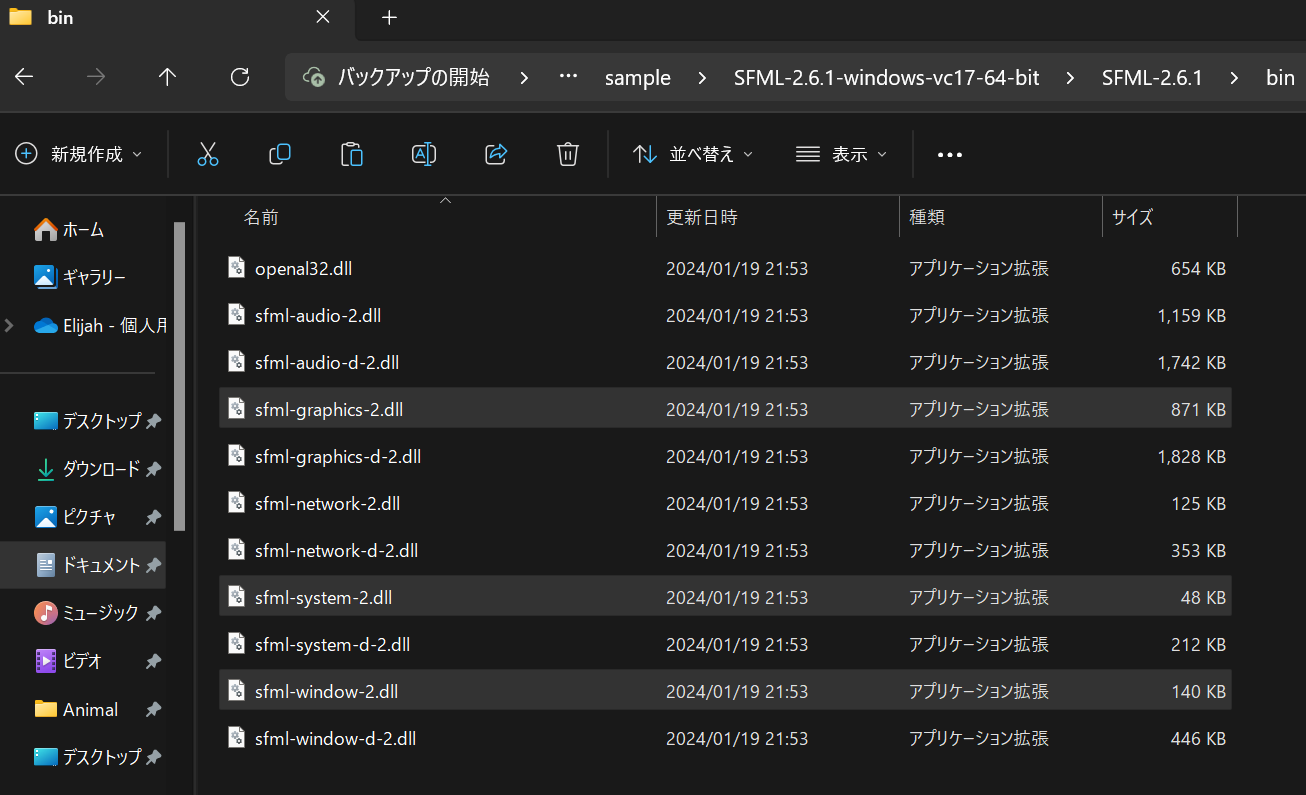 bin
バックアップの開始 > ... sample > SFML-2.6.1-windows-vc17-64-bit > SFML-2.6.1 > bin
新規作成 並べ替え 表示 ...
ホーム
ギャラリー
Elijah - 個人用
デスクトップ
ダウンロード
ピクチャ
ドキュメント
ミュージック
ビデオ
Animal
デスクトップ
名前 更新日時 種類 サイズ
openal32.dll 2024/01/19 21:53 アプリケーション拡張 654 KB
sfml-audio-2.dll 2024/01/19 21:53 アプリケーション拡張 1,159 KB
sfml-audio-d-2.dll 2024/01/19 21:53 アプリケーション拡張 1,742 KB
sfml-graphics-2.dll 2024/01/19 21:53 アプリケーション拡張 871 KB
sfml-graphics-d-2.dll 2024/01/19 21:53 アプリケーション拡張 1,828 KB
sfml-network-2.dll 2024/01/19 21:53 アプリケーション拡張 125 KB
sfml-network-d-2.dll 2024/01/19 21:53 アプリケーション拡張 353 KB
sfml-system-2.dll 2024/01/19 21:53 アプリケーション拡張 48 KB
sfml-system-d-2.dll 2024/01/19 21:53 アプリケーション拡張 212 KB
sfml-window-2.dll 2024/01/19 21:53 アプリケーション拡張 140 KB
sfml-window-d-2.dll 2024/01/19 21:53 アプリケーション拡張 446 KB